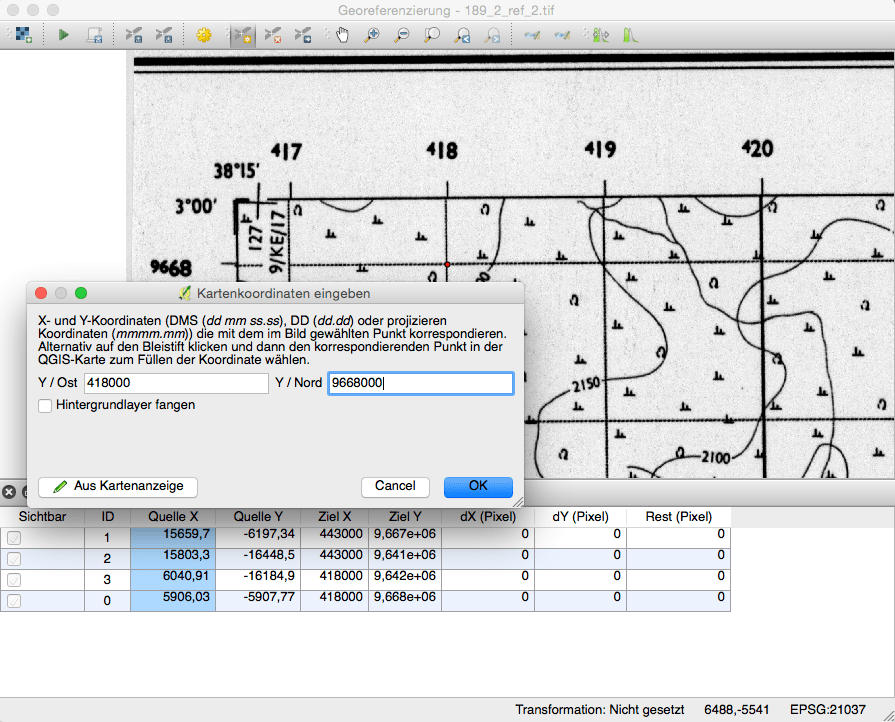 Georeferenzierung - 189_2_ref_2.tif
417 418 419 420
38°15'
3°00'
127
9/KE/17
9668
Kartenkoordinaten eingeben
X- und Y-Koordinaten (DMS (dd mm ss.ss), DD (dd.dd) oder projizieren
Koordinaten (mmmm.mm)) die mit dem im Bild gewählten Punkt korrespondieren.
Alternativ auf den Bleistift klicken und dann den korrespondierenden Punkt in der
QGIS-Karte zum Füllen der Koordinate wählen.
Y / Ost 418000 Y / Nord 9668000
Hintergrundlayer fangen
2150
2100
Aus Kartenanzeige Cancel OK
Sichtbar ID Quelle X Quelle Y Ziel X Ziel Y dX (Pixel) dY (Pixel) Rest (Pixel)
1 15659,7 -6197,34 443000 9,667e+06 0 0 0
2 15803,3 -16448,5 443000 9,641e+06 0 0 0
3 6040,91 -16184,9 418000 9,642e+06 0 0 0
0 5906,03 -5907,77 418000 9,668e+06 0 0 0
Transformation: Nicht gesetzt 6488,-5541 EPSG:21037